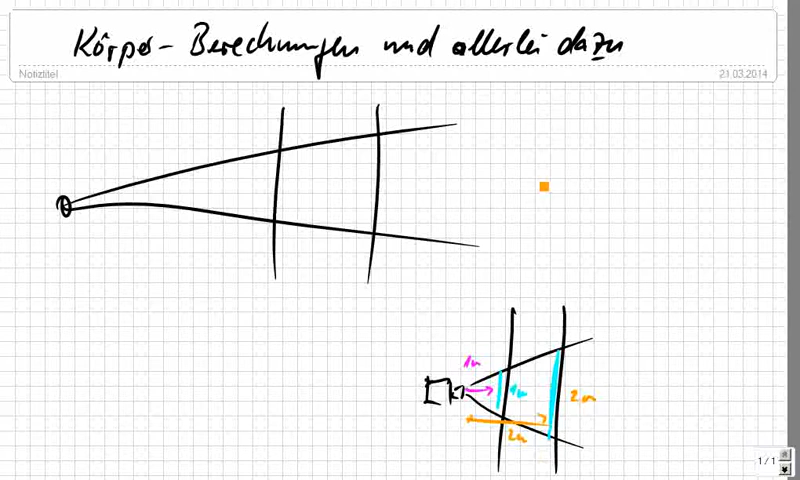 Körper-Berechnungen und allerlei dazu
Notiztitel
21.03.2014
1m
1m
2m
2m
1/1